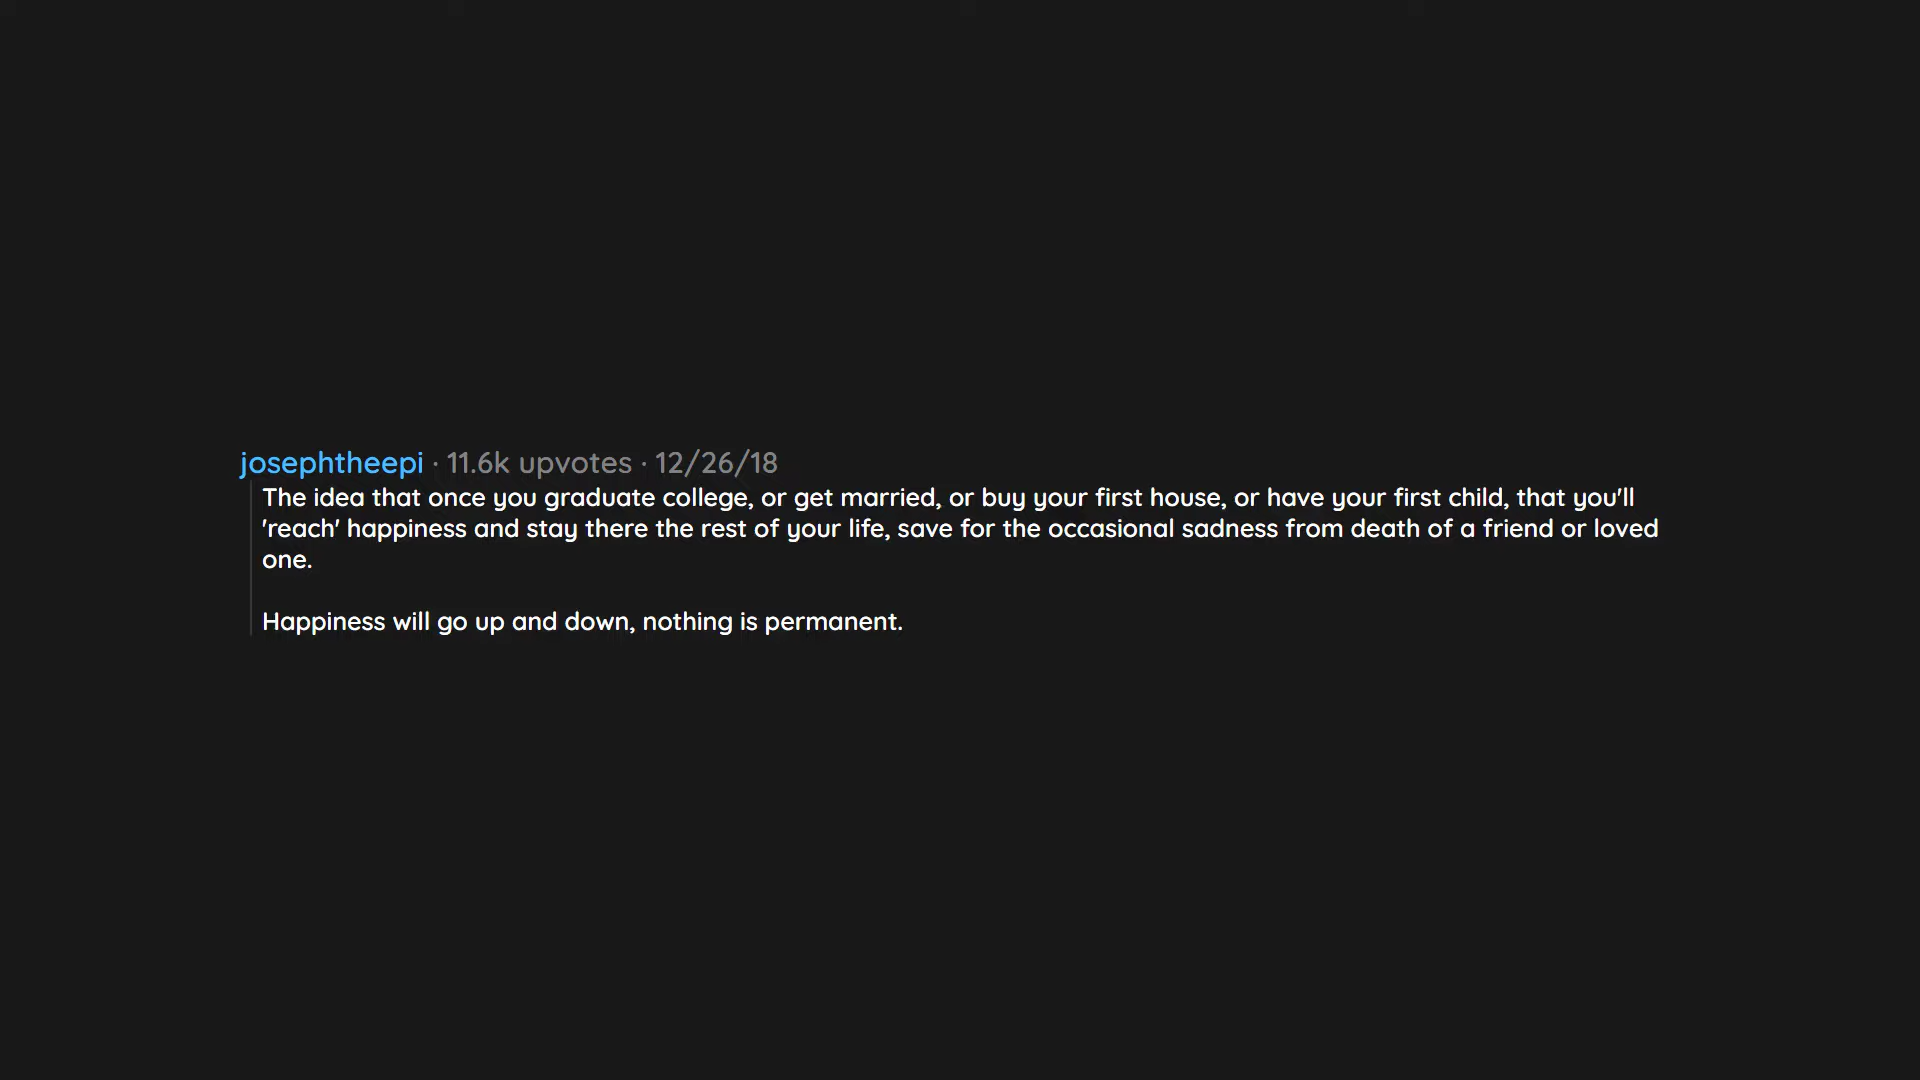 josephtheepi · 11.6k upvotes · 12/26/18
The idea that once you graduate college, or get married, or buy your first house, or have your first child, that you'll
'reach' happiness and stay there the rest of your life, save for the occasional sadness from death of a friend or loved
one.
Happiness will go up and down, nothing is permanent.